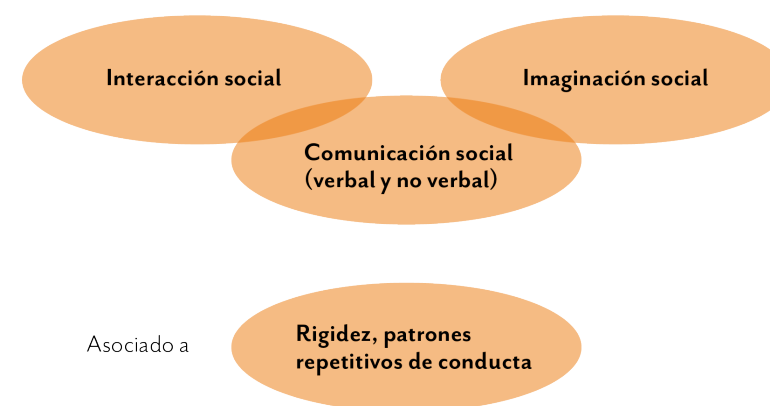 Interacción social
Imaginación social
Comunicación social
(verbal y no verbal)
Asociado a
Rigidez, patrones
repetitivos de conducta